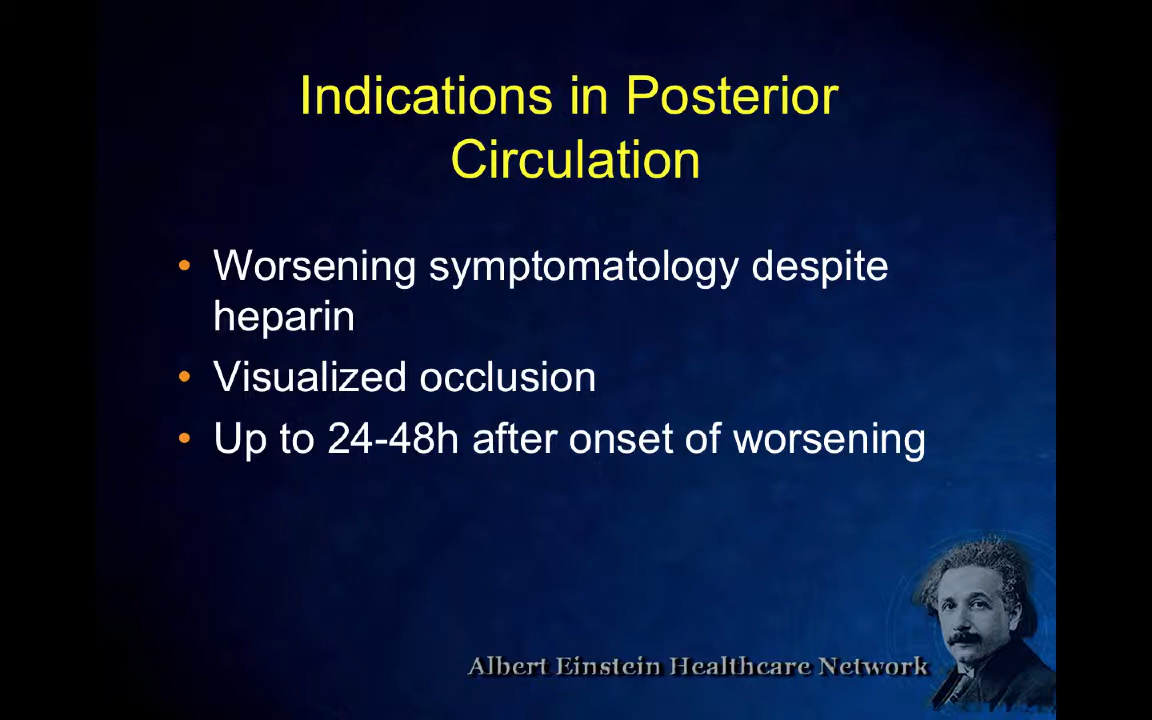 Indications in Posterior
Circulation
• Worsening symptomatology despite
heparin
• Visualized occlusion
• Up to 24-48h after onset of worsening
Albert Einstein Healthcare Network